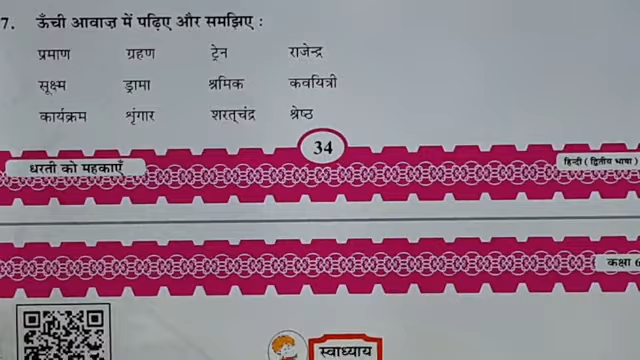 7. ऊँची आवाज़ में पढ़िए और समझिए :
प्रमाण ग्रहण ट्रेन राजेन्द्र
सूक्ष्म ड्रामा श्रमिक कवयित्री
कार्यक्रम शृंगार शरत्चंद्र श्रेष्ठ
34
धरती को महकाएँ हिन्दी ( द्वितीय भाषा )
कक्षा 6
स्वाध्याय